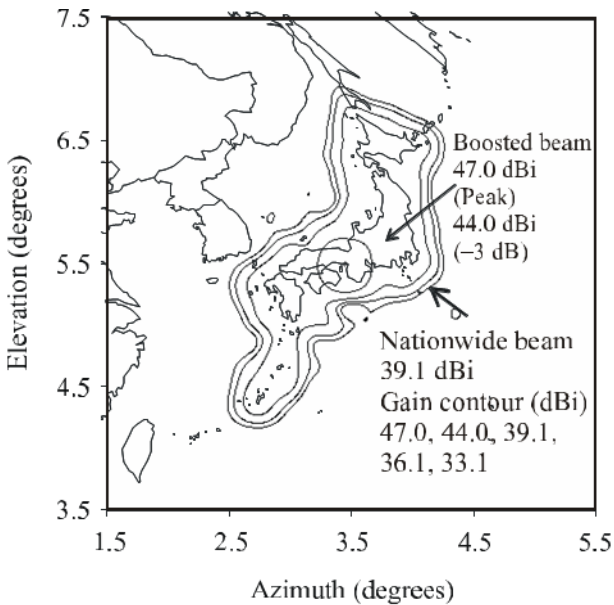 7.5
6.5
5.5
4.5
3.5
Elevation (degrees)
Boosted beam
47.0 dBi
(Peak)
44.0 dBi
(−3 dB)
Nationwide beam
39.1 dBi
Gain contour (dBi)
47.0, 44.0, 39.1,
36.1, 33.1
1.5 2.5 3.5 4.5 5.5
Azimuth (degrees)